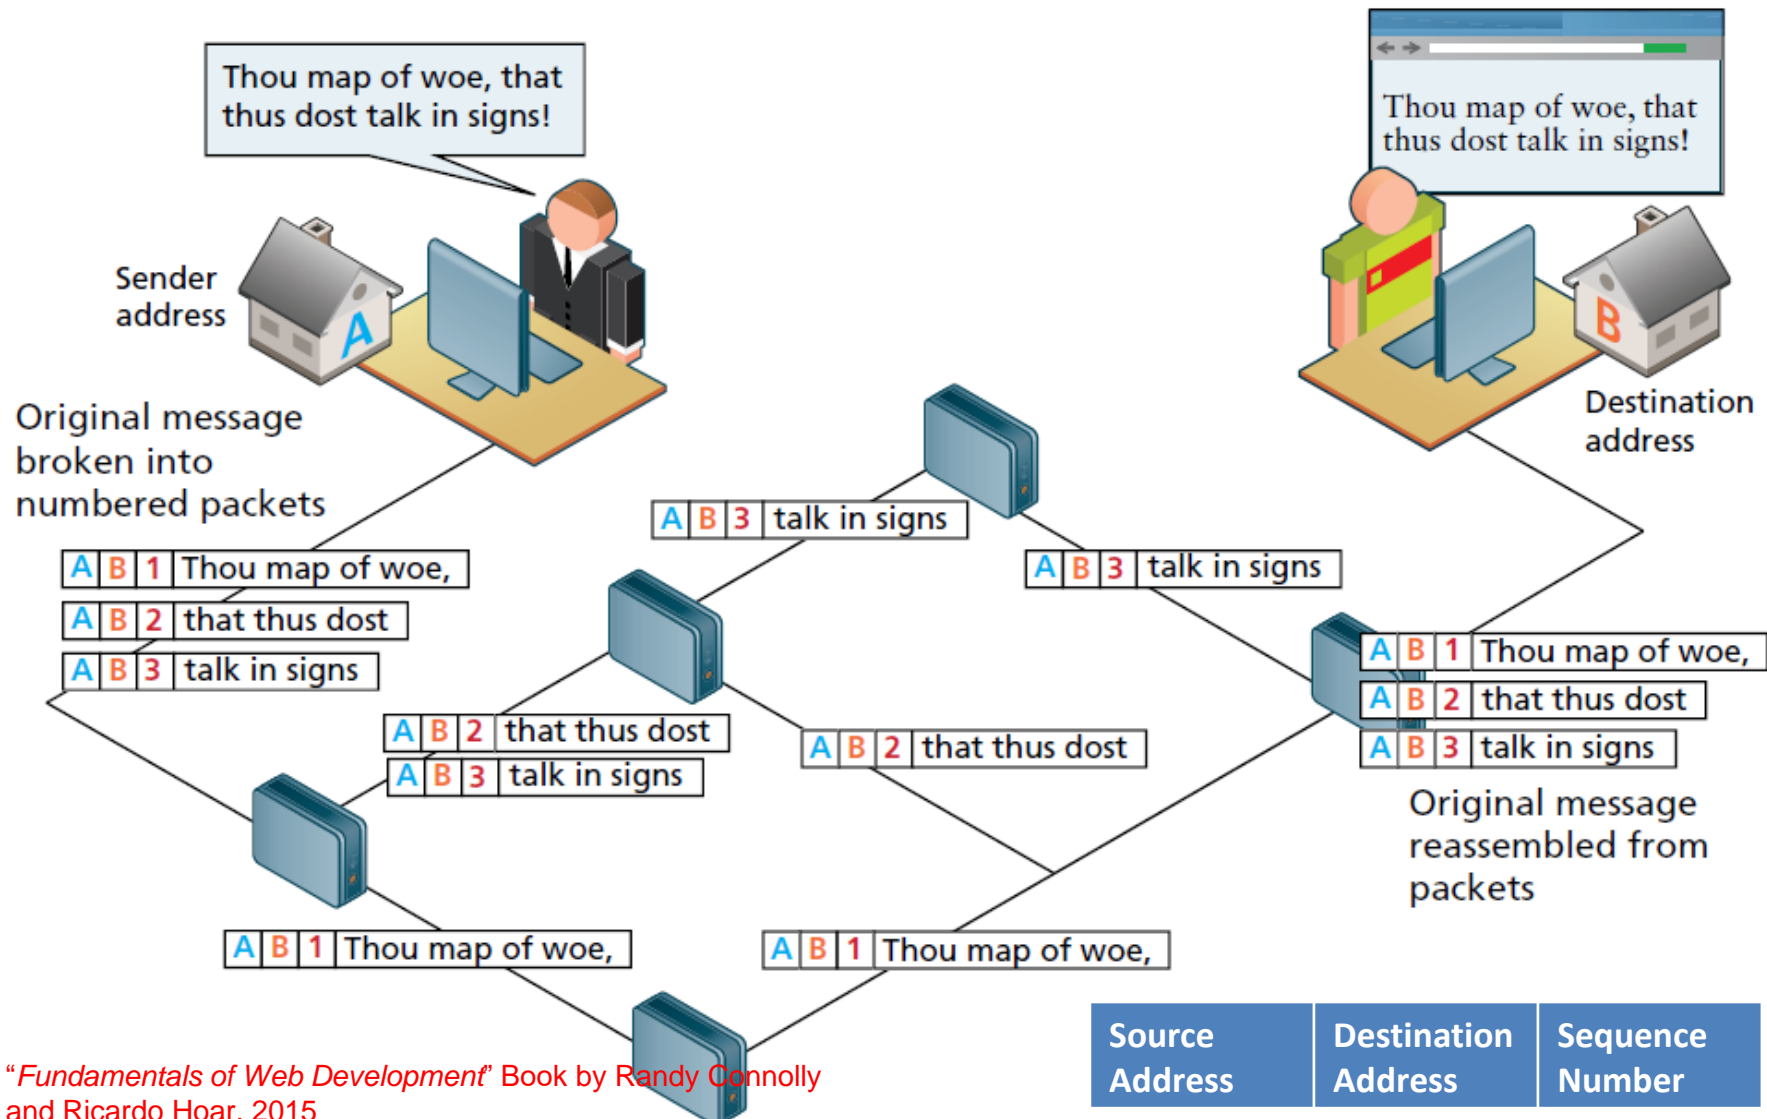 Thou map of woe, that
thus dost talk in signs!
Thou map of woe, that
thus dost talk in signs!
Sender
address
A
B
Destination
address
Original message
broken into
numbered packets
A B 1 Thou map of woe,
A B 2 that thus dost
A B 3 talk in signs
A B 3 talk in signs
A B 3 talk in signs
A B 2 that thus dost
A B 3 talk in signs
A B 2 that thus dost
A B 1 Thou map of woe,
A B 2 that thus dost
A B 3 talk in signs
Original message
reassembled from
packets
A B 1 Thou map of woe,
A B 1 Thou map of woe,
Source
Address
Destination
Address
Sequence
Number
“Fundamentals of Web Development” Book by Randy Connolly
and Ricardo Hoar, 2015